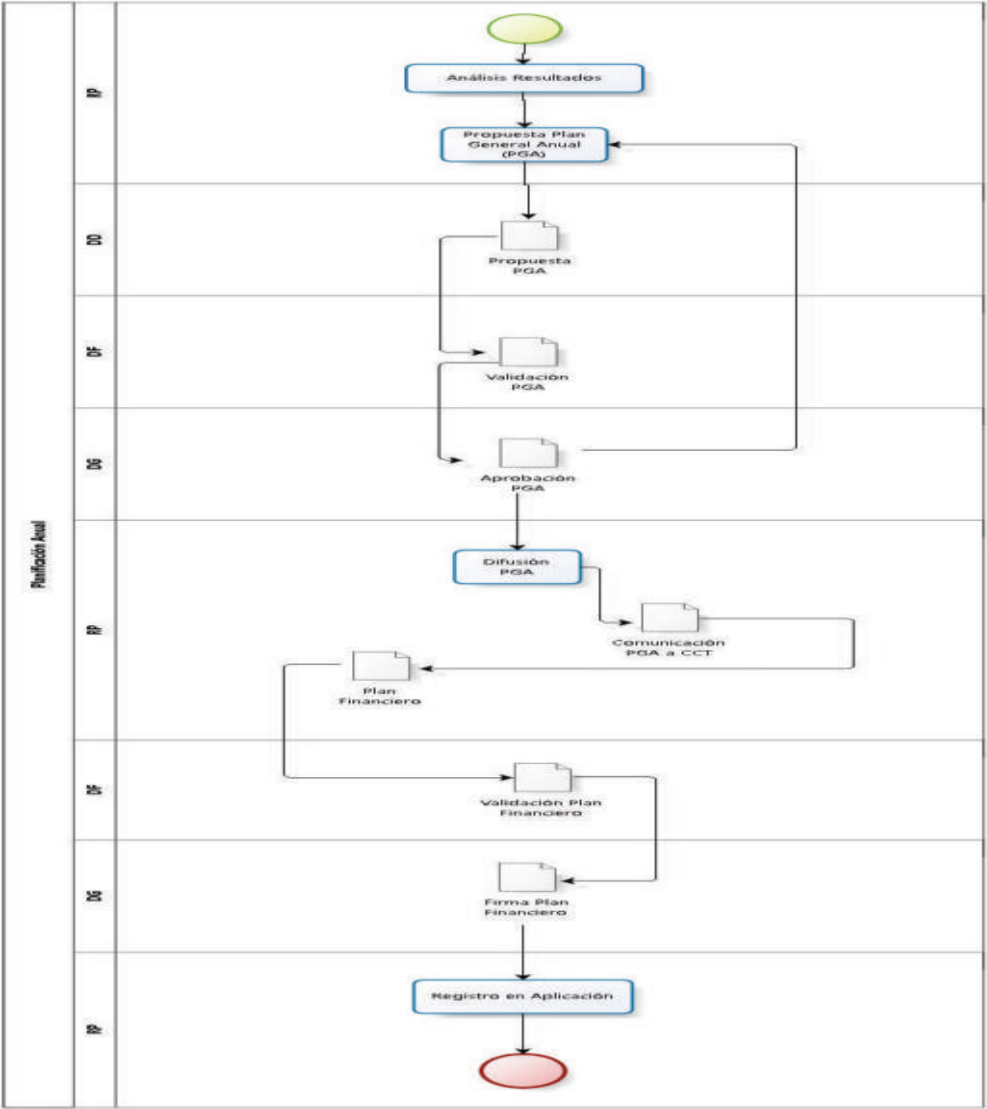 Planificación Anual
RP
Análisis Resultados
Propuesta Plan
General Anual
(PGA)
DD
Propuesta
PGA
DF
Validación
PGA
DG
Aprobación
PGA
RP
Difusión
PGA
Comunicación
PGA a CCT
Plan
Financiero
DF
Validación Plan
Financiero
DG
Firma Plan
Financiero
RP
Registro en Aplicación